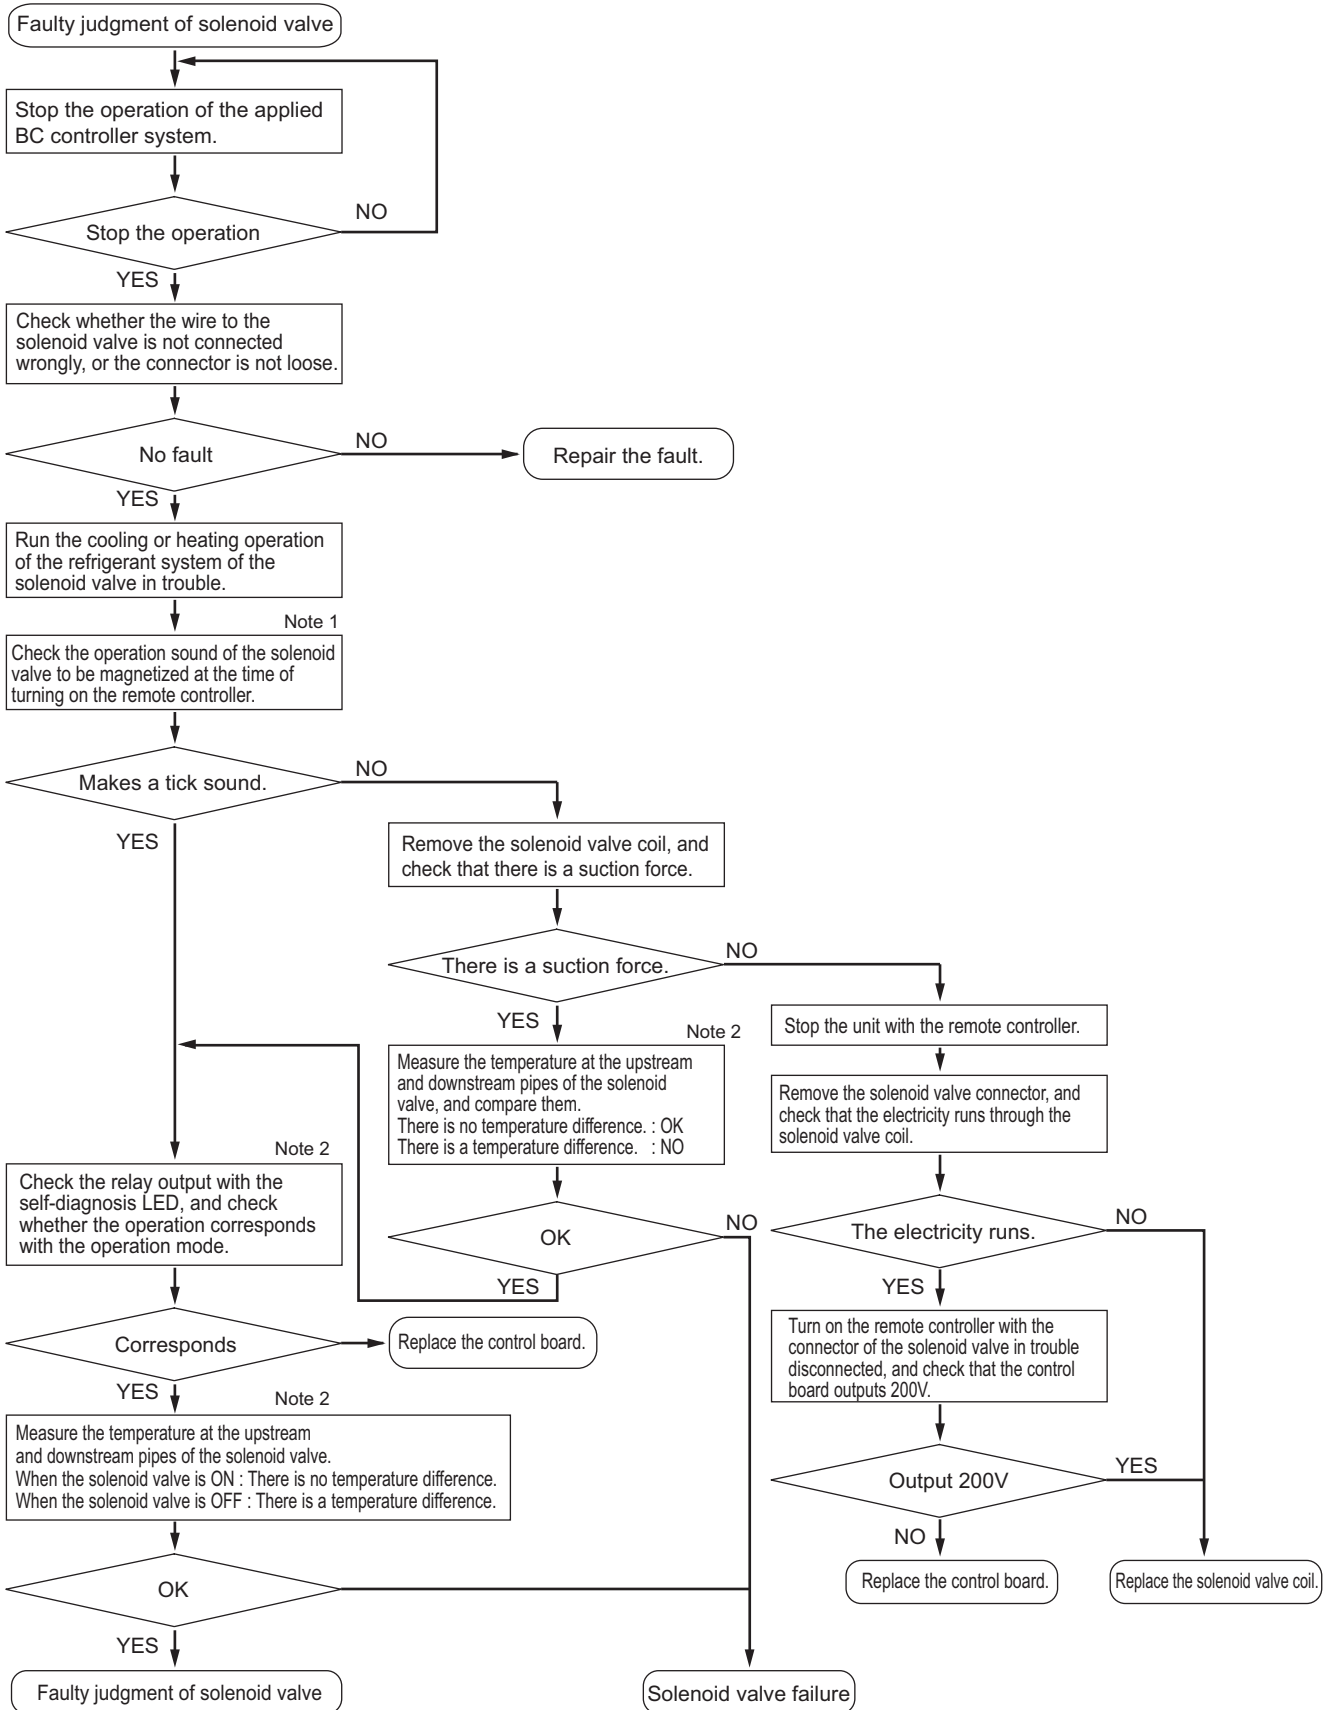 Faulty judgment of solenoid valve
Stop the operation of the applied
BC controller system.
NO
Stop the operation
YES
Check whether the wire to the
solenoid valve is not connected
wrongly, or the connector is not loose.
NO
No fault
Repair the fault.
YES
Run the cooling or heating operation
of the refrigerant system of the
solenoid valve in trouble.
Note 1
Check the operation sound of the solenoid
valve to be magnetized at the time of
turning on the remote controller.
NO
Makes a tick sound.
YES
Remove the solenoid valve coil, and
check that there is a suction force.
NO
There is a suction force.
YES
Note 2
Measure the temperature at the upstream
and downstream pipes of the solenoid
valve, and compare them.
There is no temperature difference. : OK
There is a temperature difference. : NO
Stop the unit with the remote controller.
Remove the solenoid valve connector, and
check that the electricity runs through the
solenoid valve coil.
Note 2
Check the relay output with the
self-diagnosis LED, and check
whether the operation corresponds
with the operation mode.
NO
OK
YES
NO
The electricity runs.
YES
Corresponds
Replace the control board.
YES
Turn on the remote controller with the
connector of the solenoid valve in trouble
disconnected, and check that the control
board outputs 200V.
Note 2
Measure the temperature at the upstream
and downstream pipes of the solenoid valve.
When the solenoid valve is ON : There is no temperature difference.
When the solenoid valve is OFF : There is a temperature difference.
YES
Output 200V
NO
Replace the control board.
Replace the solenoid valve coil.
OK
YES
Faulty judgment of solenoid valve
Solenoid valve failure